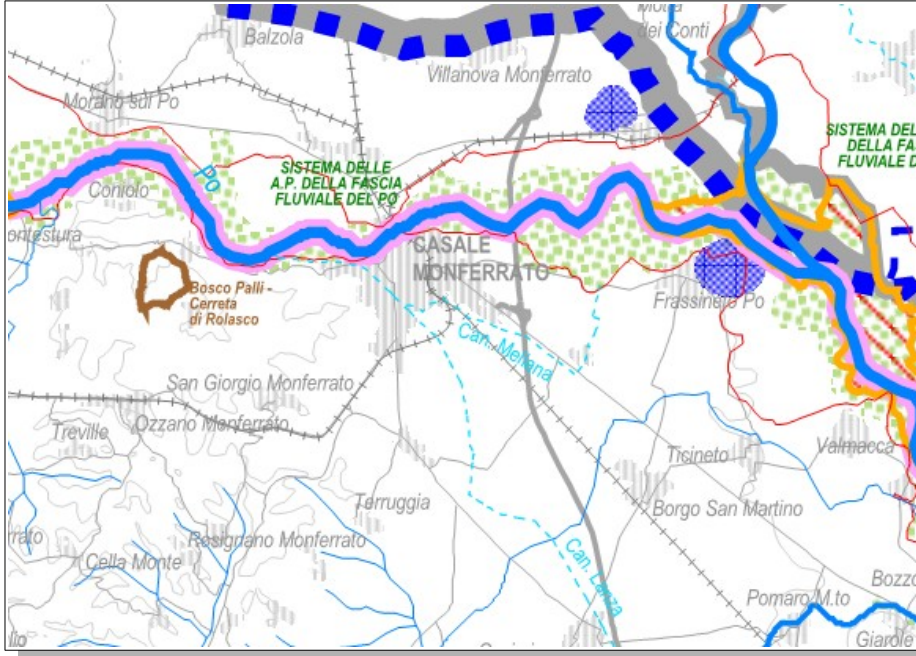 Motta
dei Conti
Balzola
Villanova Monferrato
Morano sul Po
SISTEMA DELLE
A.P. DELLA FASCIA
FLUVIALE DEL PO
SISTEMA DEL
DELLA FA
FLUVIALE D
PO
Coniolo
ontestura
CASALE
MONFERRATO
Bosco Palli -
Cerreta
di Rolasco
Frassineto Po
Can. Mellana
San Giorgio Monferrato
Ozzano Monferrato
Treville
Ticineto
Valmacca
Terruggia
Borgo San Martino
Rosignano Monferrato
rrato
Cella Monte
Can. Lanza
Bozzo
Pomaro M.to
Giarole